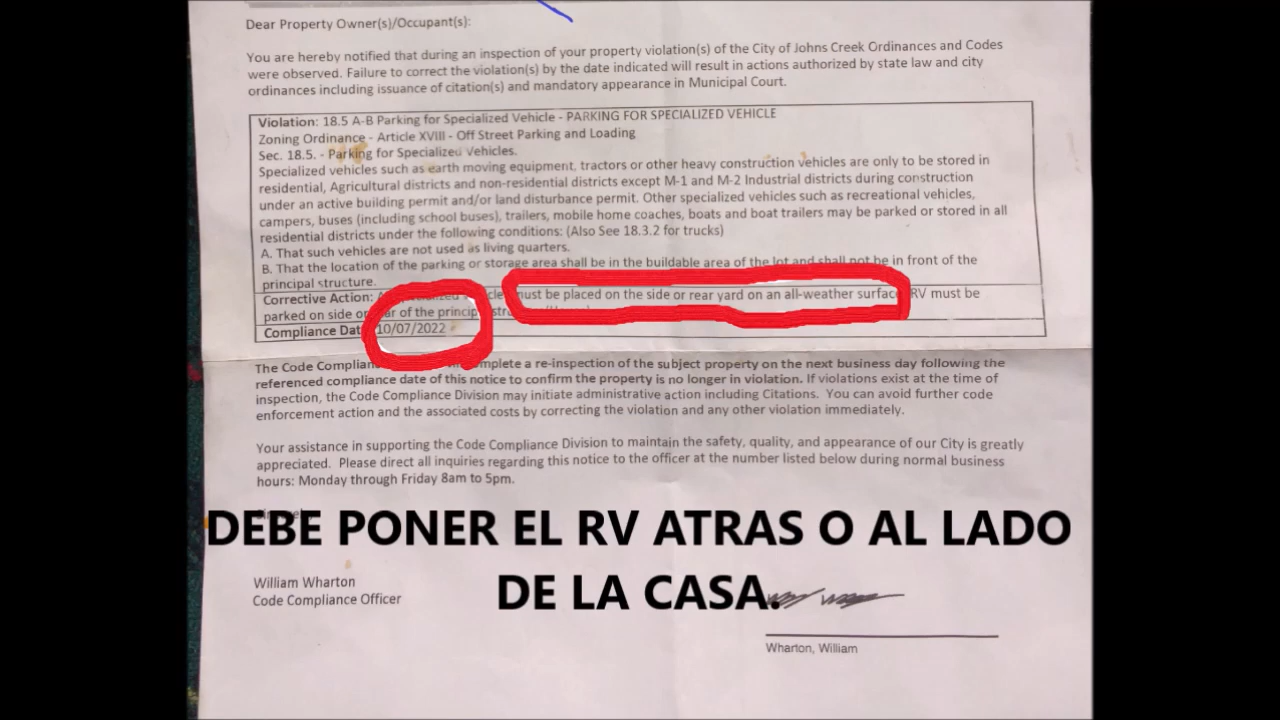 Dear Property Owner(s)/Occupant(s):
You are hereby notified that during an inspection of your property violation(s) of the City of Johns Creek Ordinances and Codes
were observed. Failure to correct the violation(s) by the date indicated will result in actions authorized by state law and city
ordinances including issuance of citation(s) and mandatory appearance in Municipal Court.
Violation: 18.5 A-B Parking for Specialized Vehicle - PARKING FOR SPECIALIZED VEHICLE
Zoning Ordinance - Article XVIII - Off Street Parking and Loading
Sec. 18.5. - Parking for Specialized Vehicles.
Specialized vehicles such as earth moving equipment, tractors or other heavy construction vehicles are only to be stored in
residential, Agricultural districts and non-residential districts except M-1 and M-2 Industrial districts during construction
under an active building permit and/or land disturbance permit. Other specialized vehicles such as recreational vehicles,
campers, buses (including school buses), trailers, mobile home coaches, boats and boat trailers may be parked or stored in all
residential districts under the following conditions: (Also See 18.3.2 for trucks)
A. That such vehicles are not used as living quarters.
B. That the location of the parking or storage area shall be in the buildable area of the lot and shall not be in front of the
principal structure.
Corrective Action: must be placed on the side or rear yard on an all-weather surface RV must be
parked on side or of the
Compliance Date 10/07/2022
The Code Complian complete a re-inspection of the subject property on the next business day following the
referenced compliance date of this notice to confirm the property is no longer in violation. If violations exist at the time of
inspection, the Code Compliance Division may initiate administrative action including Citations. You can avoid further code
enforcement action and the associated costs by correcting the violation and any other violation immediately.
Your assistance in supporting the Code Compliance Division to maintain the safety, quality, and appearance of our City is greatly
appreciated. Please direct all inquiries regarding this notice to the officer at the number listed below during normal business
hours: Monday through Friday 8am to 5pm.
DEBE PONER EL RV ATRAS O AL LADO
DE LA CASA.
William Wharton
Code Compliance Officer
Wharton, William